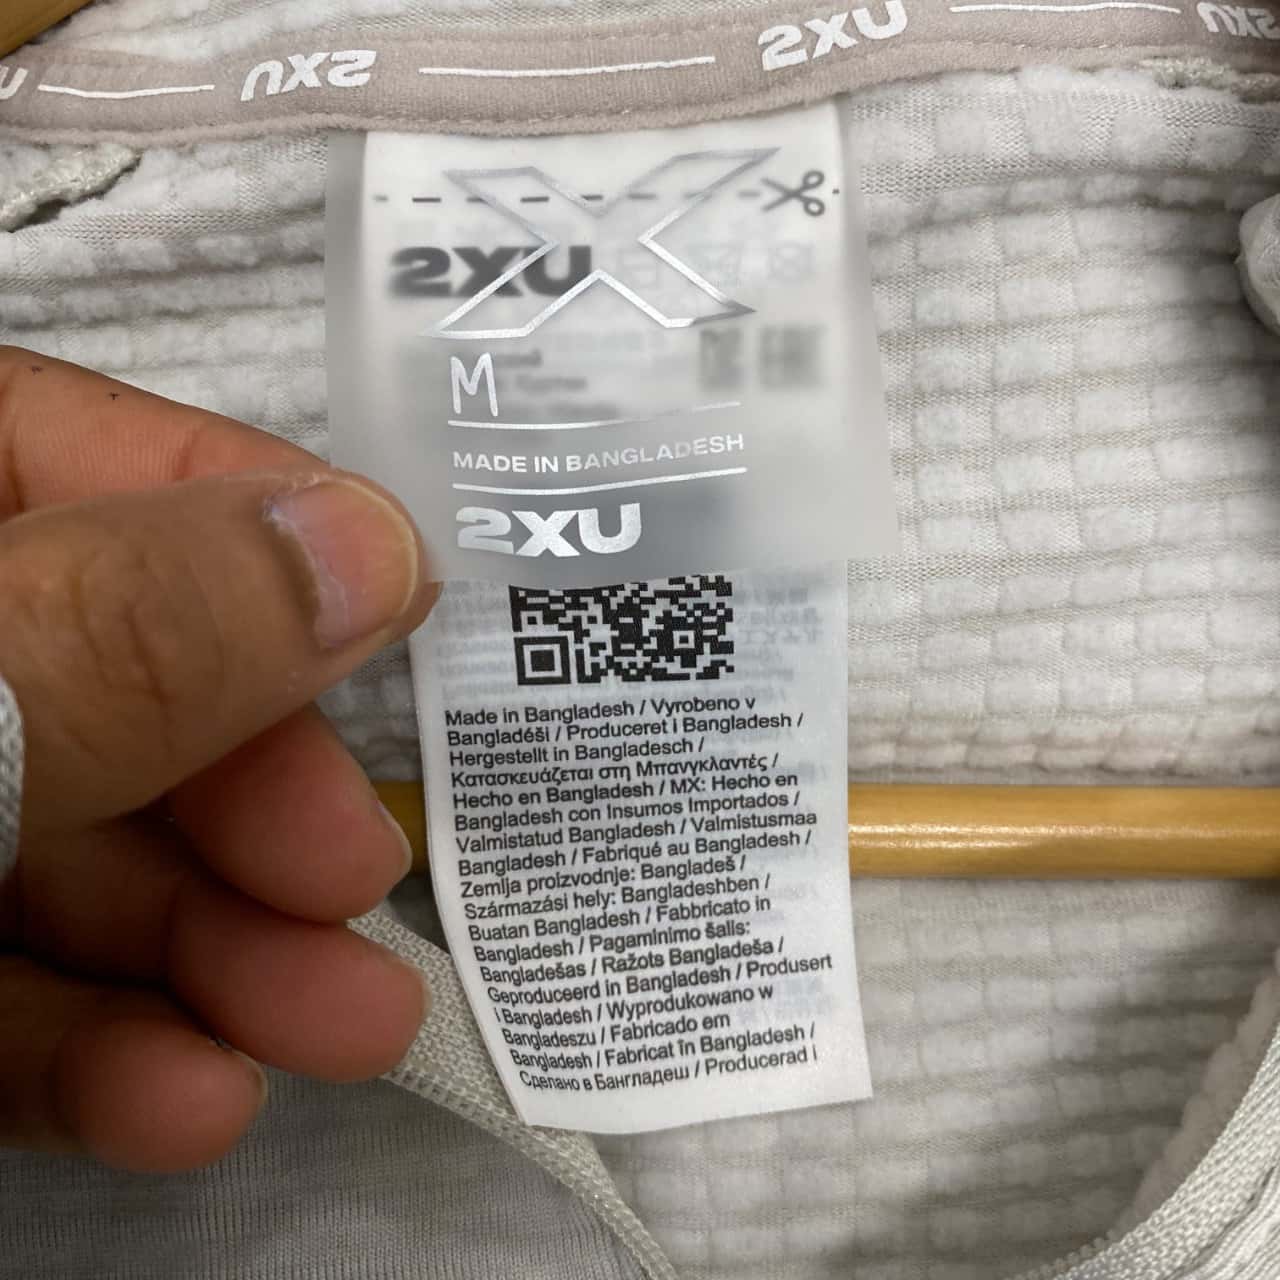 2XU
2XU
2XU
M
MADE IN BANGLADESH
2XU
Made in Bangladesh / Vyrobeno v
Bangladéši / Produceret i Bangladesh /
Hergestellt in Bangladesch /
Κατασκευάζεται στη Μπανγκλαντές /
Hecho en Bangladesh / MX: Hecho en
Bangladesh con Insumos Importados /
Valmistatud Bangladesh / Valmistusmaa
Bangladesh / Fabriqué au Bangladesh /
Zemlja proizvodnje: Bangladeš /
Származási hely: Bangladeshben /
Buatan Bangladesh / Fabbricato in
Bangladesh / Pagaminimo šalis:
Bangladešas / Ražots Bangladeša /
Geproduceerd in Bangladesh / Produsert
i Bangladesh / Wyprodukowano w
Bangladeszu / Fabricado em
Bangladesh / Fabricat în Bangladesh /
Сделано в Бангладеш / Producerad i